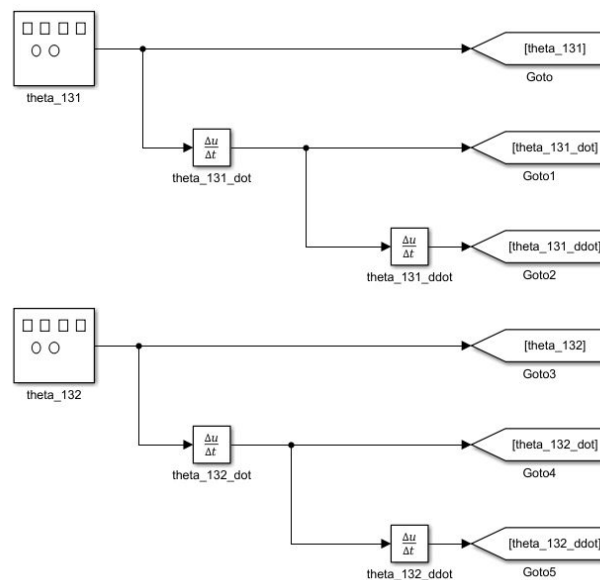 [theta_131]
theta_131
Goto
Δu
Δt
[theta_131_dot]
theta_131_dot
Goto1
Δu
Δt
[theta_131_ddot]
theta_131_ddot
Goto2
[theta_132]
theta_132
Goto3
Δu
Δt
[theta_132_dot]
theta_132_dot
Goto4
Δu
Δt
[theta_132_ddot]
theta_132_ddot
Goto5